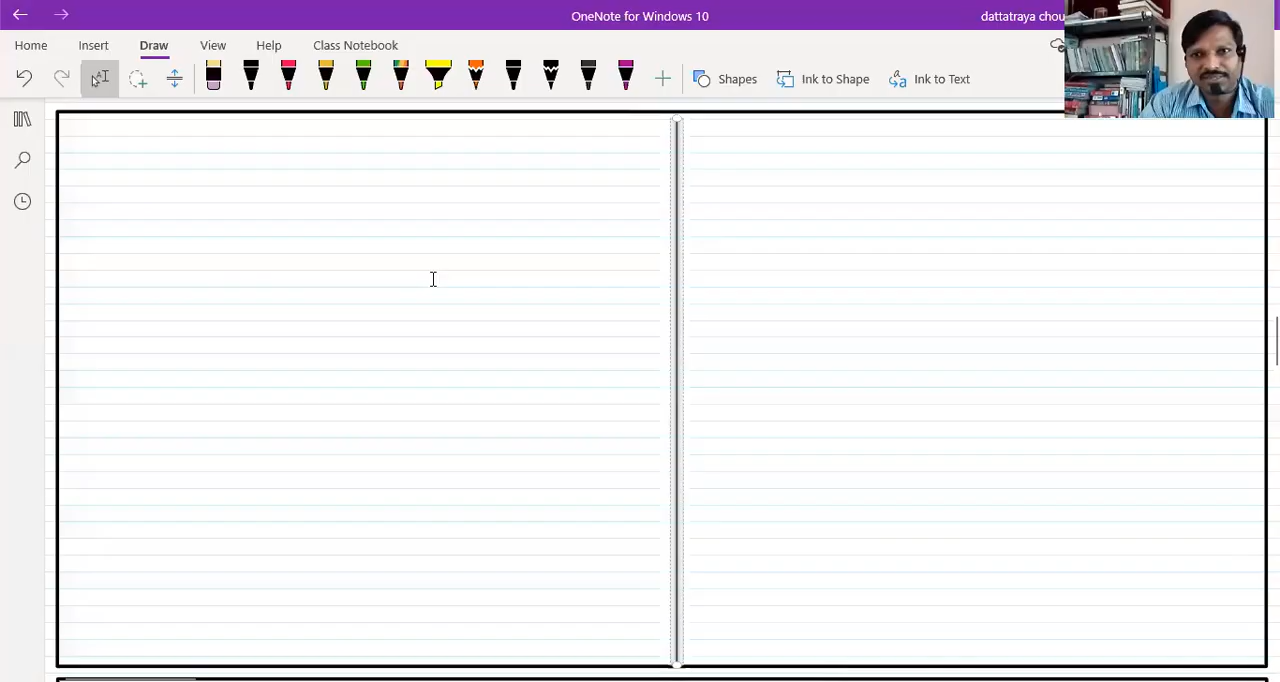 OneNote for Windows 10
dattatraya chou
Home Insert Draw View Help Class Notebook
Shapes Ink to Shape Ink to Text